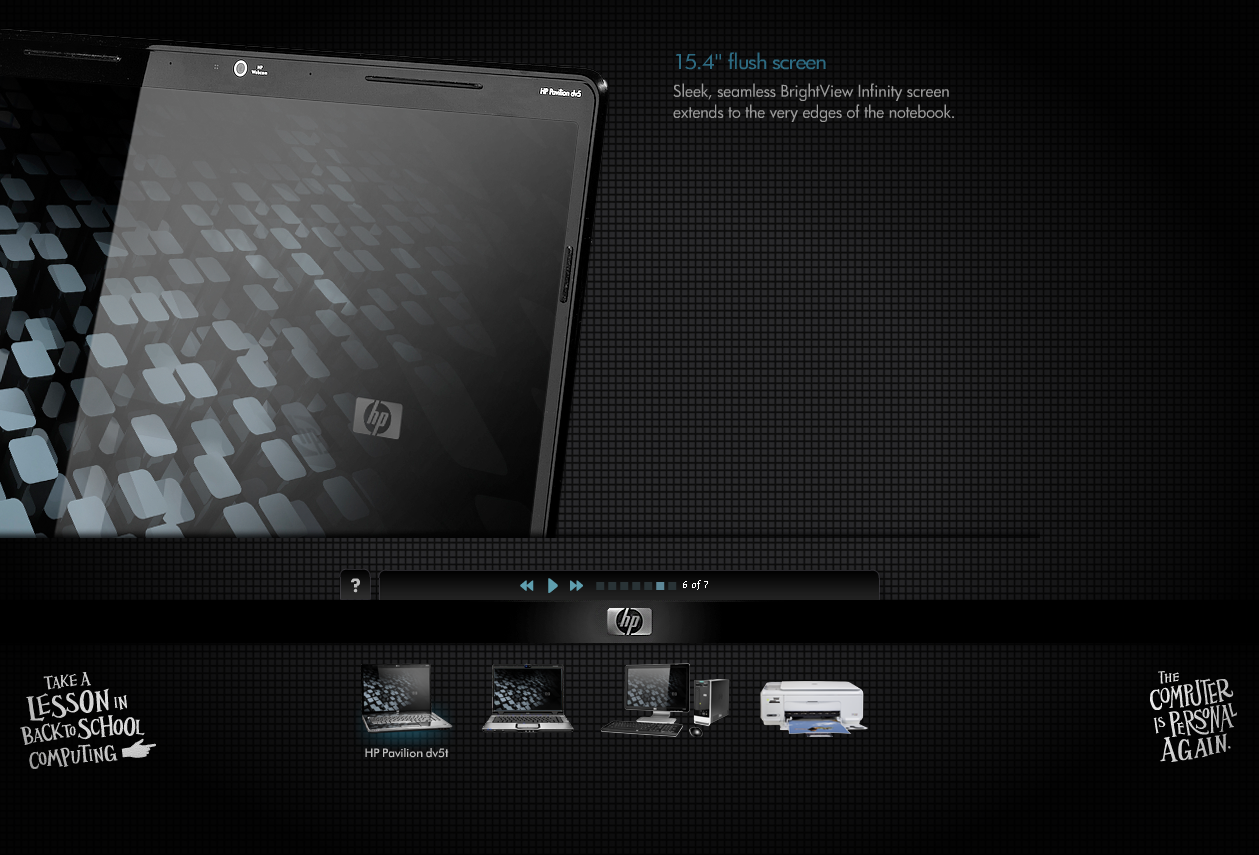 HP
Webcam
HP Pavilion dv5
15.4" flush screen
Sleek, seamless BrightView Infinity screen
extends to the very edges of the notebook.
hp
?
6 of 7
hp
TAKE A
LESSON IN
BACK TO SCHOOL
COMPUTING
HP Pavilion dv5t
THE
COMPUTER
IS PERSONAL
AGAIN.